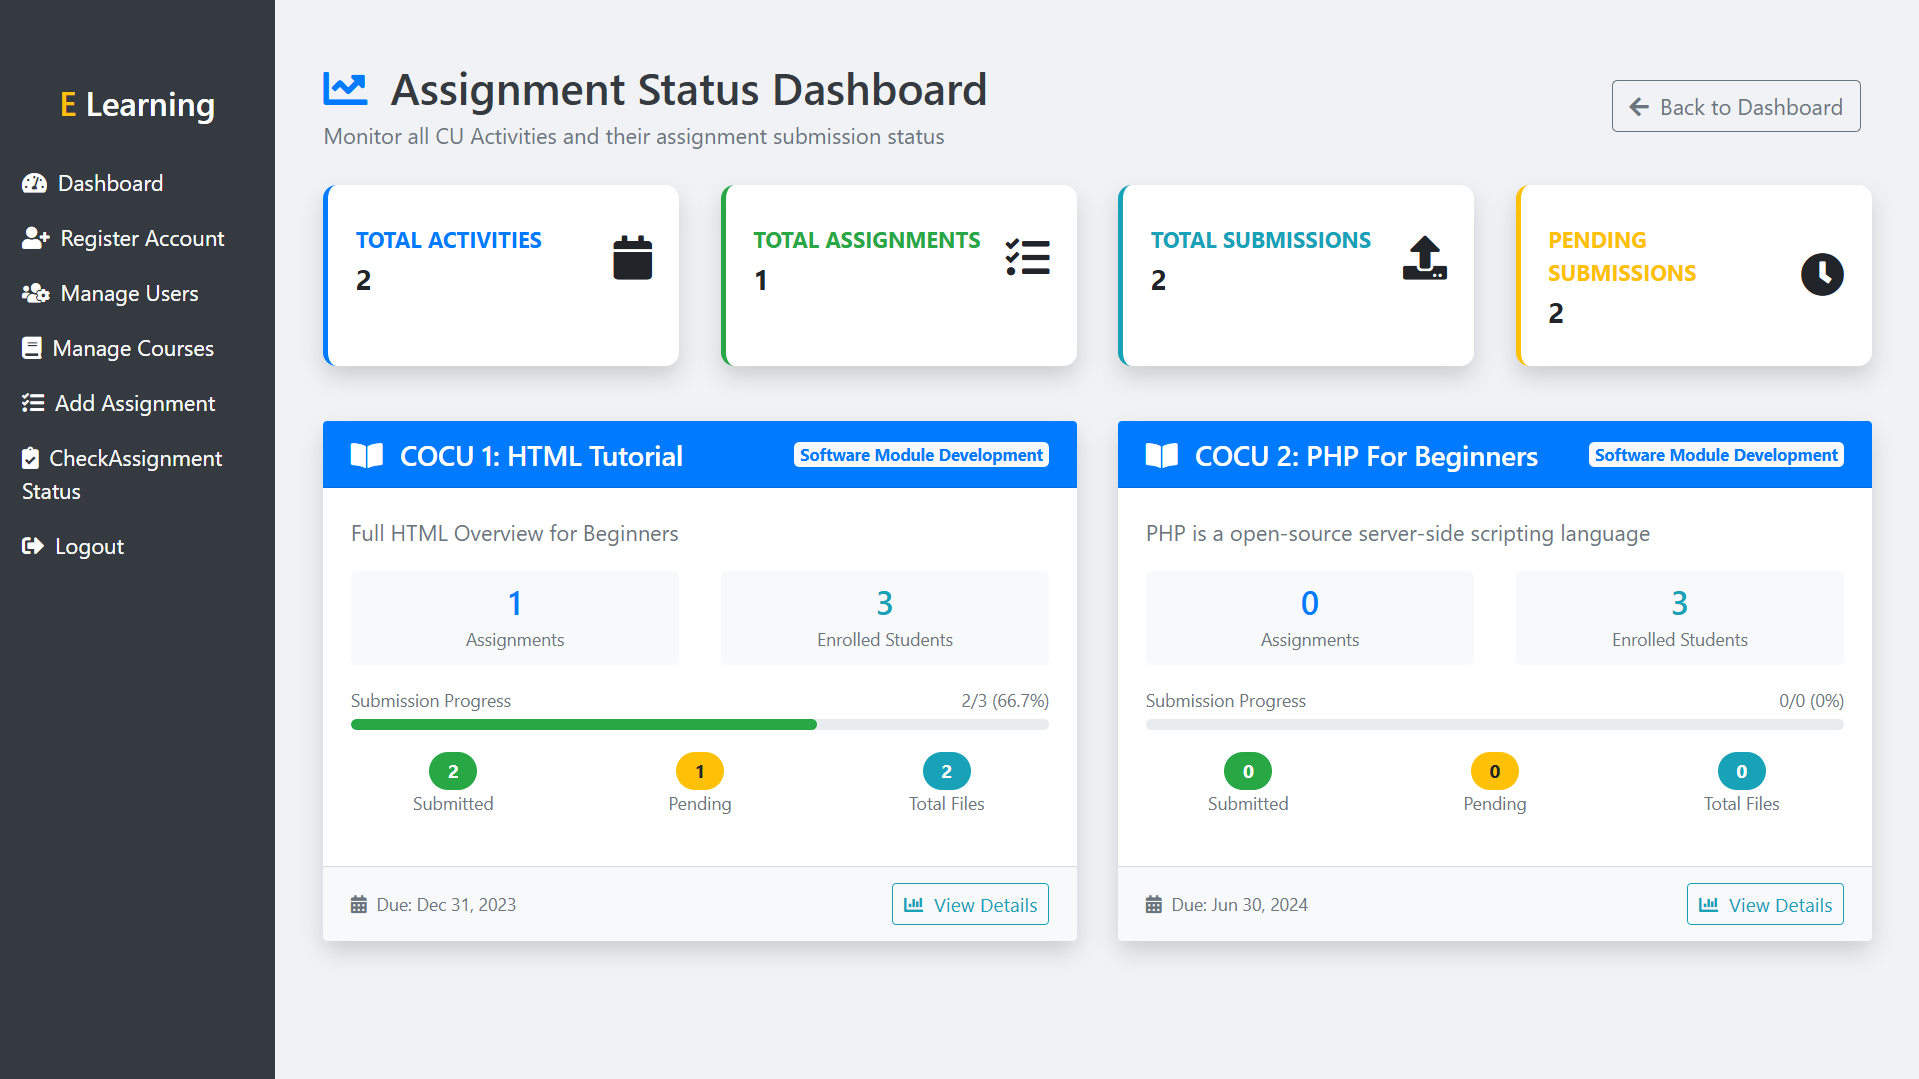 E Learning
Dashboard
Register Account
Manage Users
Manage Courses
Add Assignment
CheckAssignment
Status
Logout
Assignment Status Dashboard
Monitor all CU Activities and their assignment submission status
Back to Dashboard
TOTAL ACTIVITIES
2
TOTAL ASSIGNMENTS
1
TOTAL SUBMISSIONS
2
PENDING
SUBMISSIONS
2
COCU 1: HTML Tutorial
Software Module Development
Full HTML Overview for Beginners
1
Assignments
3
Enrolled Students
Submission Progress
2/3 (66.7%)
2
Submitted
1
Pending
2
Total Files
Due: Dec 31, 2023
View Details
COCU 2: PHP For Beginners
Software Module Development
PHP is a open-source server-side scripting language
0
Assignments
3
Enrolled Students
Submission Progress
0/0 (0%)
0
Submitted
0
Pending
0
Total Files
Due: Jun 30, 2024
View Details